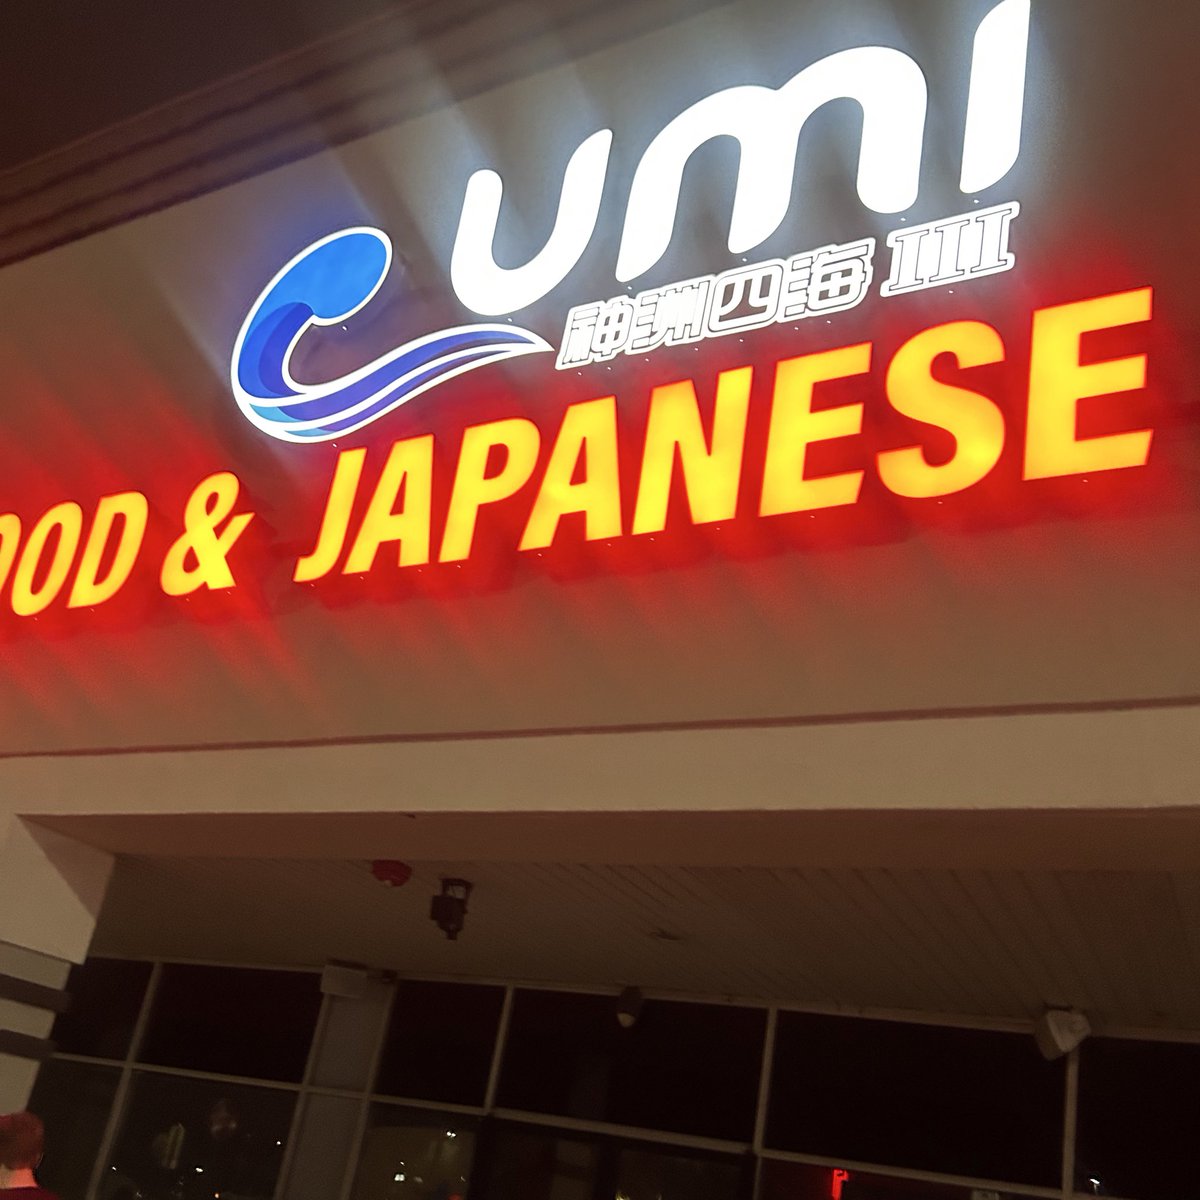 umi
神洲四海 III
OOD & JAPANESE